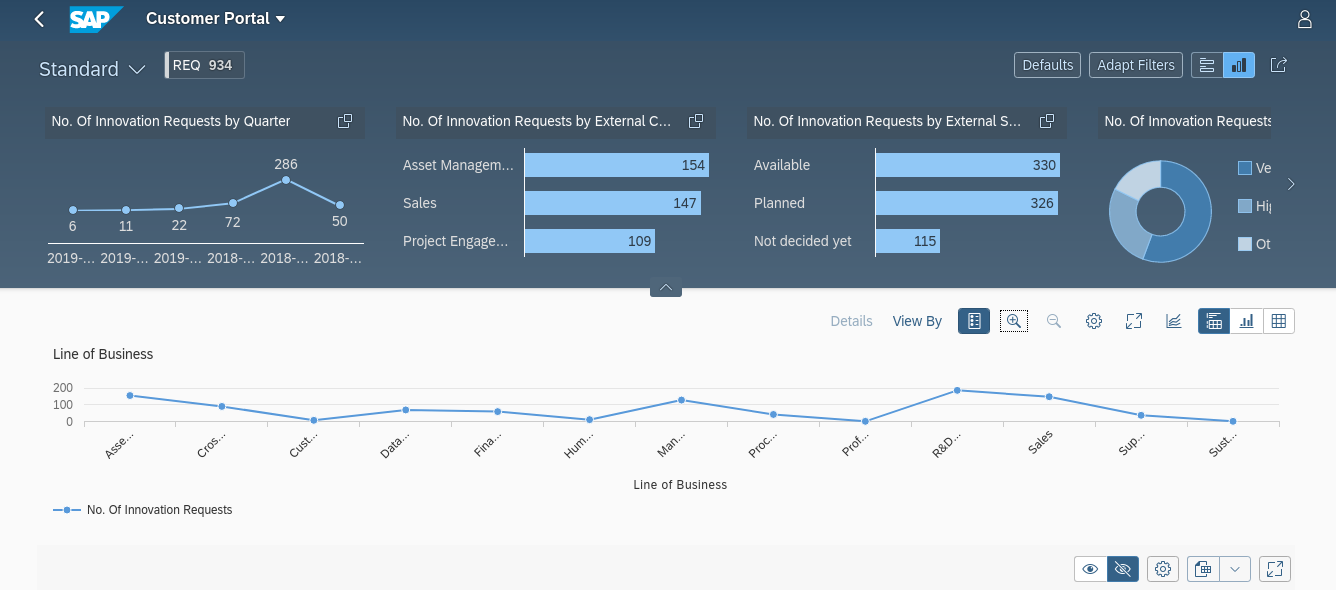 SAP Customer Portal
Standard REQ 934 Defaults Adapt Filters
No. Of Innovation Requests by Quarter
286
6 11 22 72 50
2019-... 2019-... 2019-... 2018-... 2018-... 2018-...
No. Of Innovation Requests by External C...
Asset Managem... 154
Sales 147
Project Engage... 109
No. Of Innovation Requests by External S...
Available 330
Planned 326
Not decided yet 115
No. Of Innovation Requests
Ve
Hig
Ot
Details View By
Line of Business
200
100
0
Asse... Cros... Cust... Data... Fina... Hum... Man... Proc... Prof... R&D... Sales Sup... Sust...
Line of Business
No. Of Innovation Requests